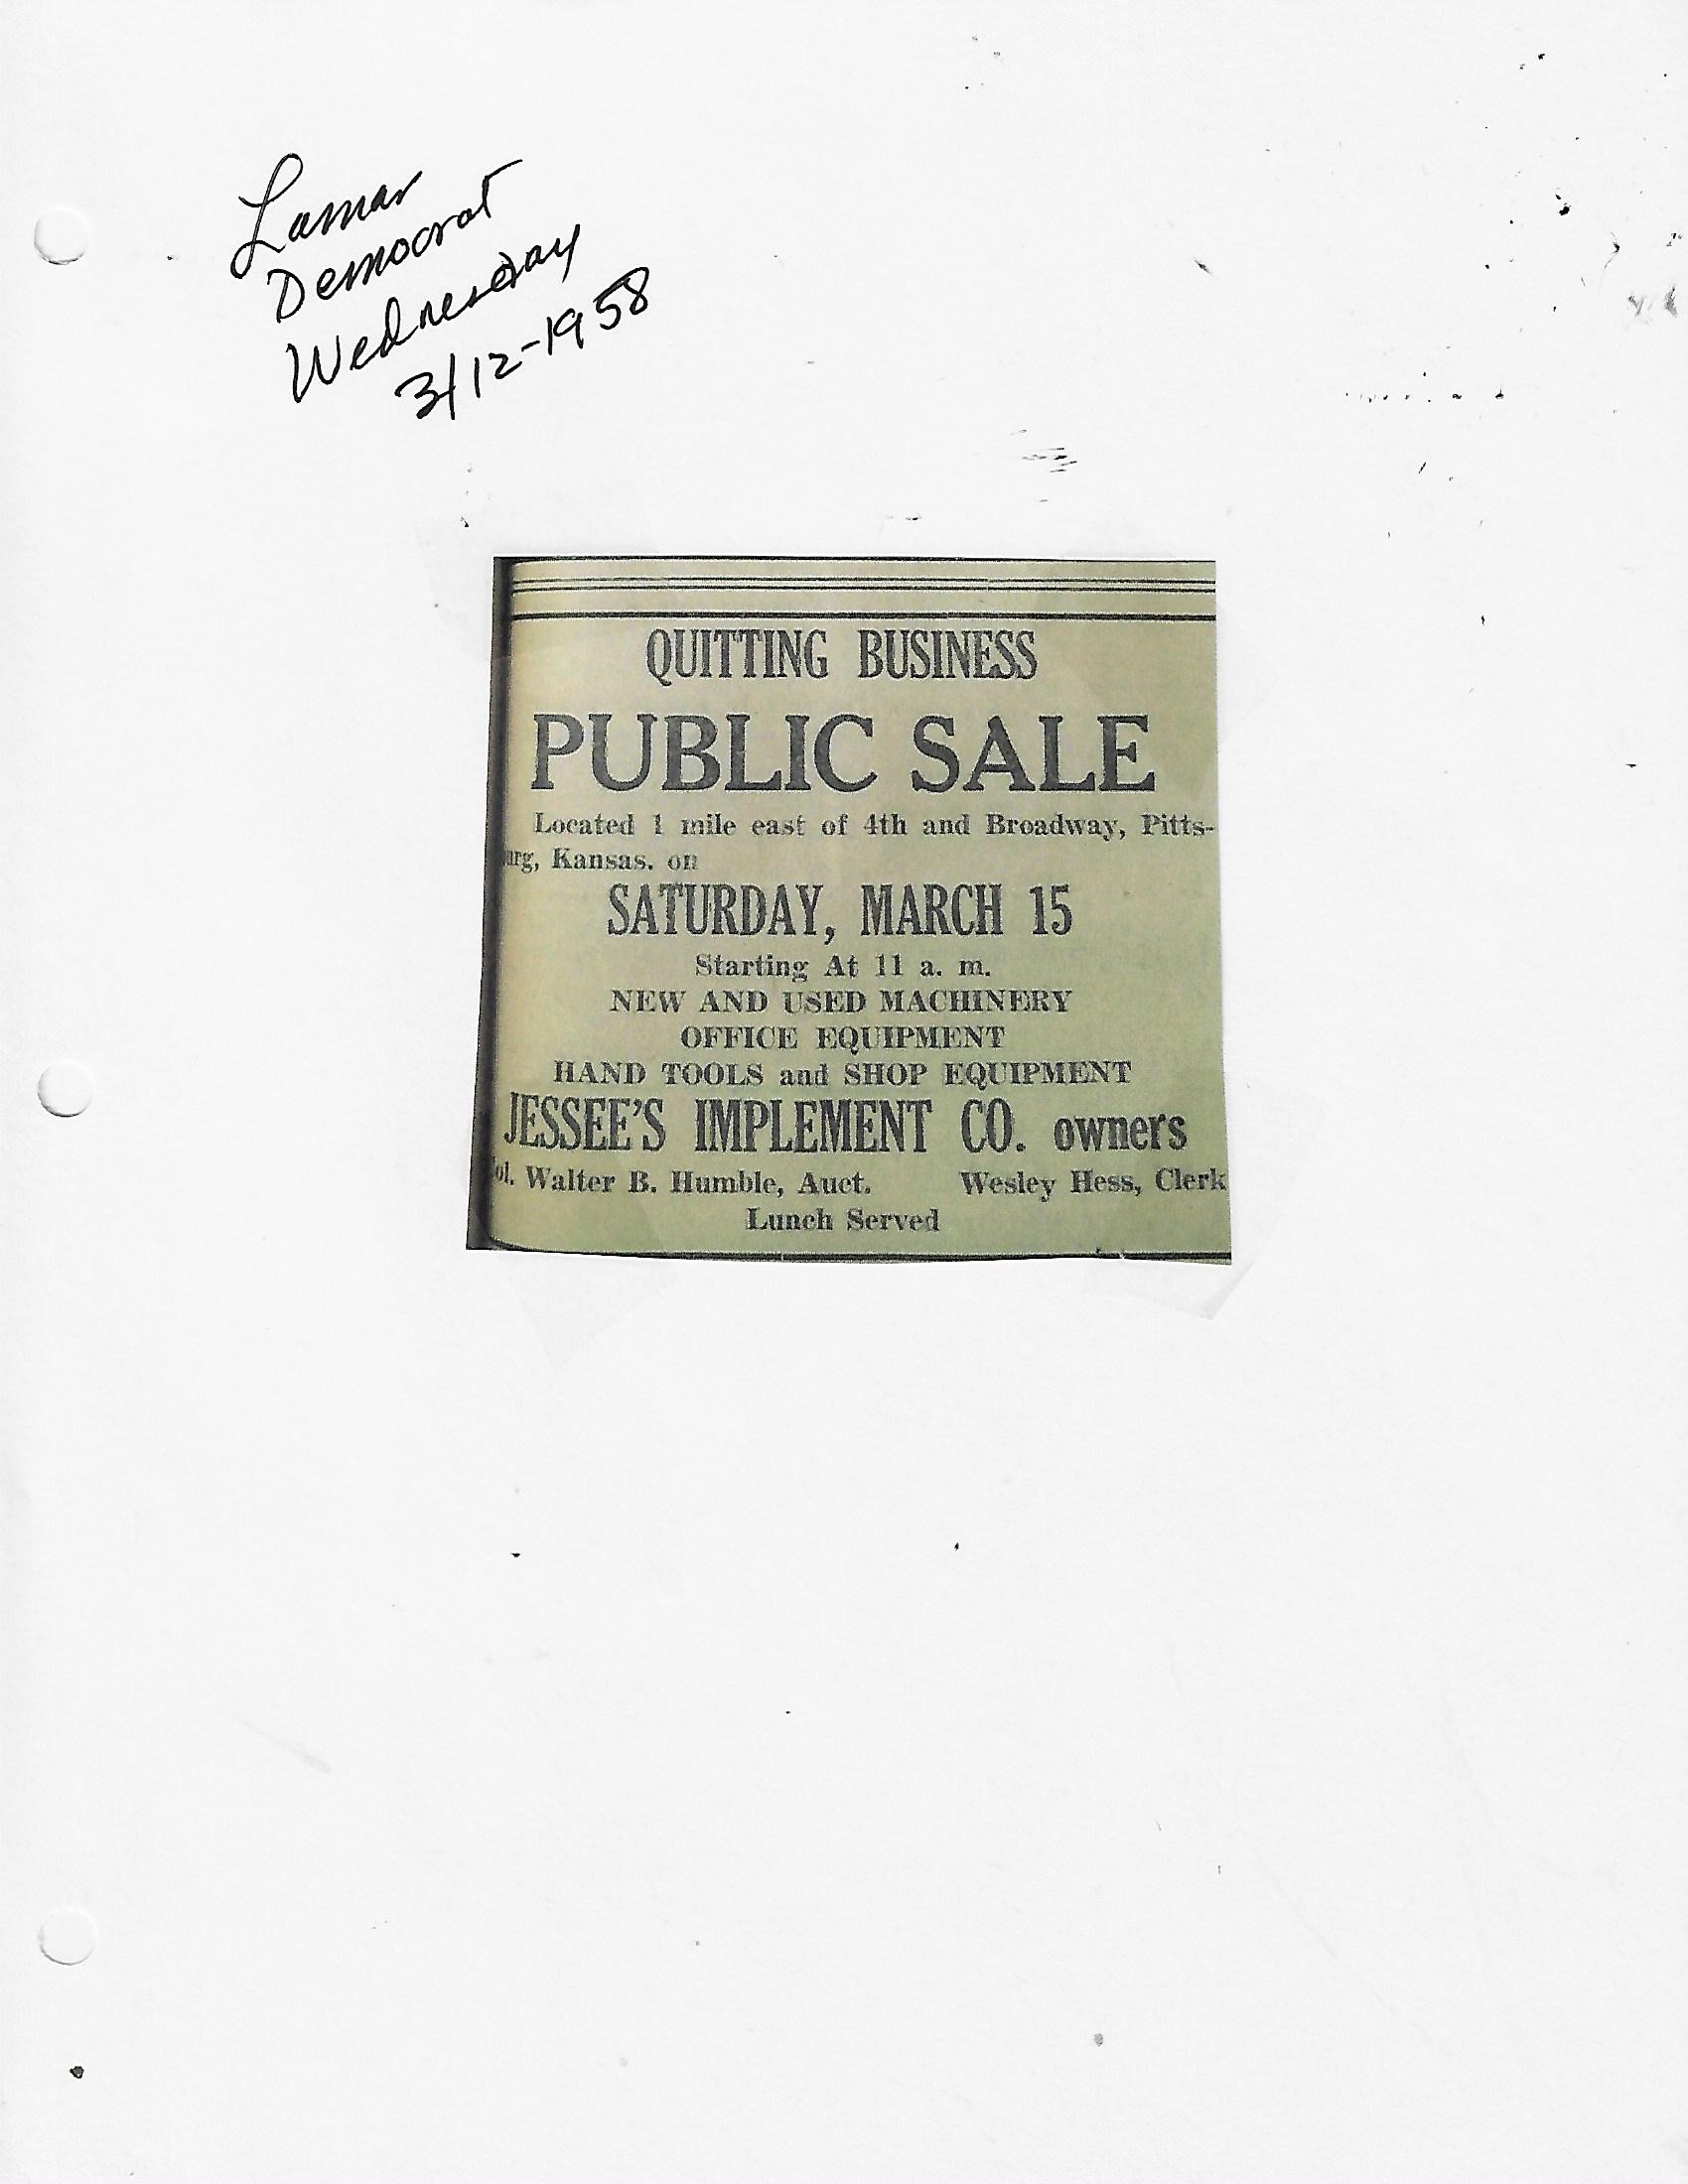 Lamar
Democrat
Wednesday
3/12-1958
QUITTING BUSINESS
PUBLIC SALE
Located 1 mile east of 4th and Broadway, Pitts-
urg, Kansas. on
SATURDAY, MARCH 15
Starting At 11 a. m.
NEW AND USED MACHINERY
OFFICE EQUIPMENT
HAND TOOLS and SHOP EQUIPMENT
JESSEE'S IMPLEMENT CO. owners
ol. Walter B. Humble, Auct. Wesley Hess, Clerk
Lunch Served